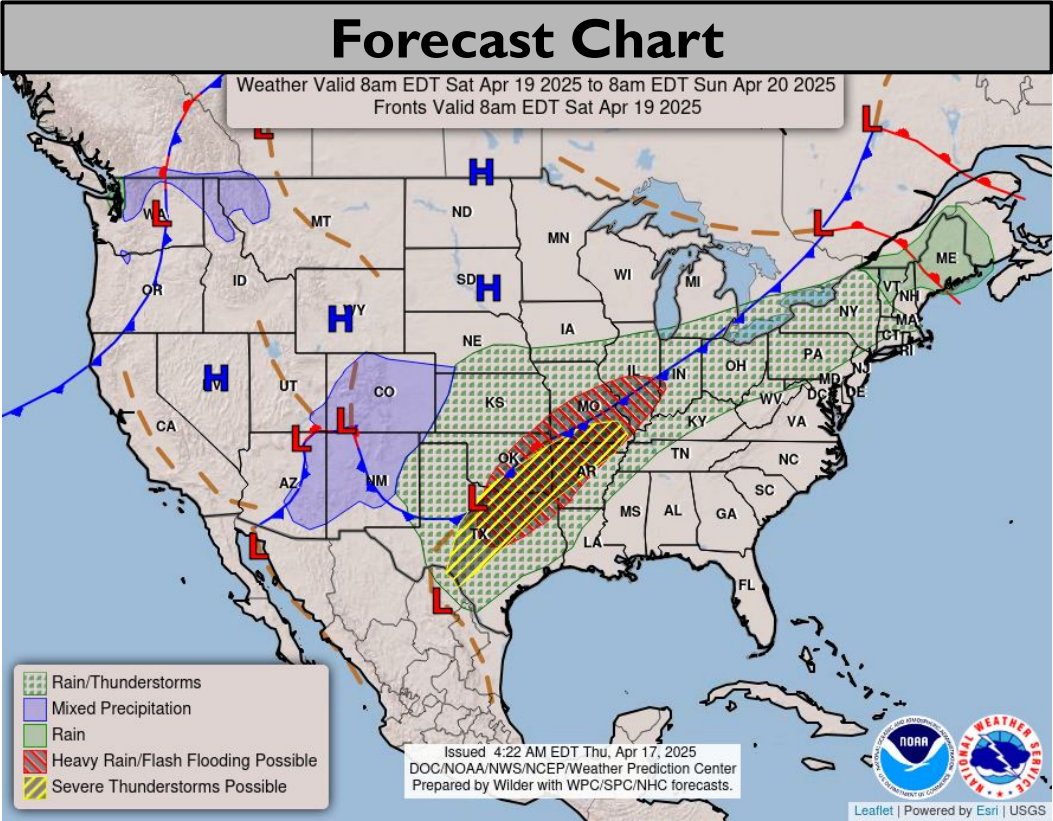 Forecast Chart
Weather Valid 8am EDT Sat Apr 19 2025 to 8am EDT Sun Apr 20 2025
Fronts Valid 8am EDT Sat Apr 19 2025
L
L
H
L
WA
MT
ND
MN
L
ME
OR
ID
WY
H
SD
H
WI
MI
VT
NH
NY
MA
CT
RI
NE
IA
H
UT
CO
KS
MO
IL
IN
OH
PA
NJ
MD
DE
DC
WV
VA
KY
CA
L
L
AZ
NM
OK
AR
TN
NC
SC
L
TX
MS
AL
GA
LA
L
L
FL
Rain/Thunderstorms
Mixed Precipitation
Rain
Heavy Rain/Flash Flooding Possible
Severe Thunderstorms Possible
Issued 4:22 AM EDT Thu, Apr 17, 2025
DOC/NOAA/NWS/NCEP/Weather Prediction Center
Prepared by Wilder with WPC/SPC/NHC forecasts.
NOAA
NATIONAL WEATHER SERVICE
Leaflet | Powered by Esri | USGS